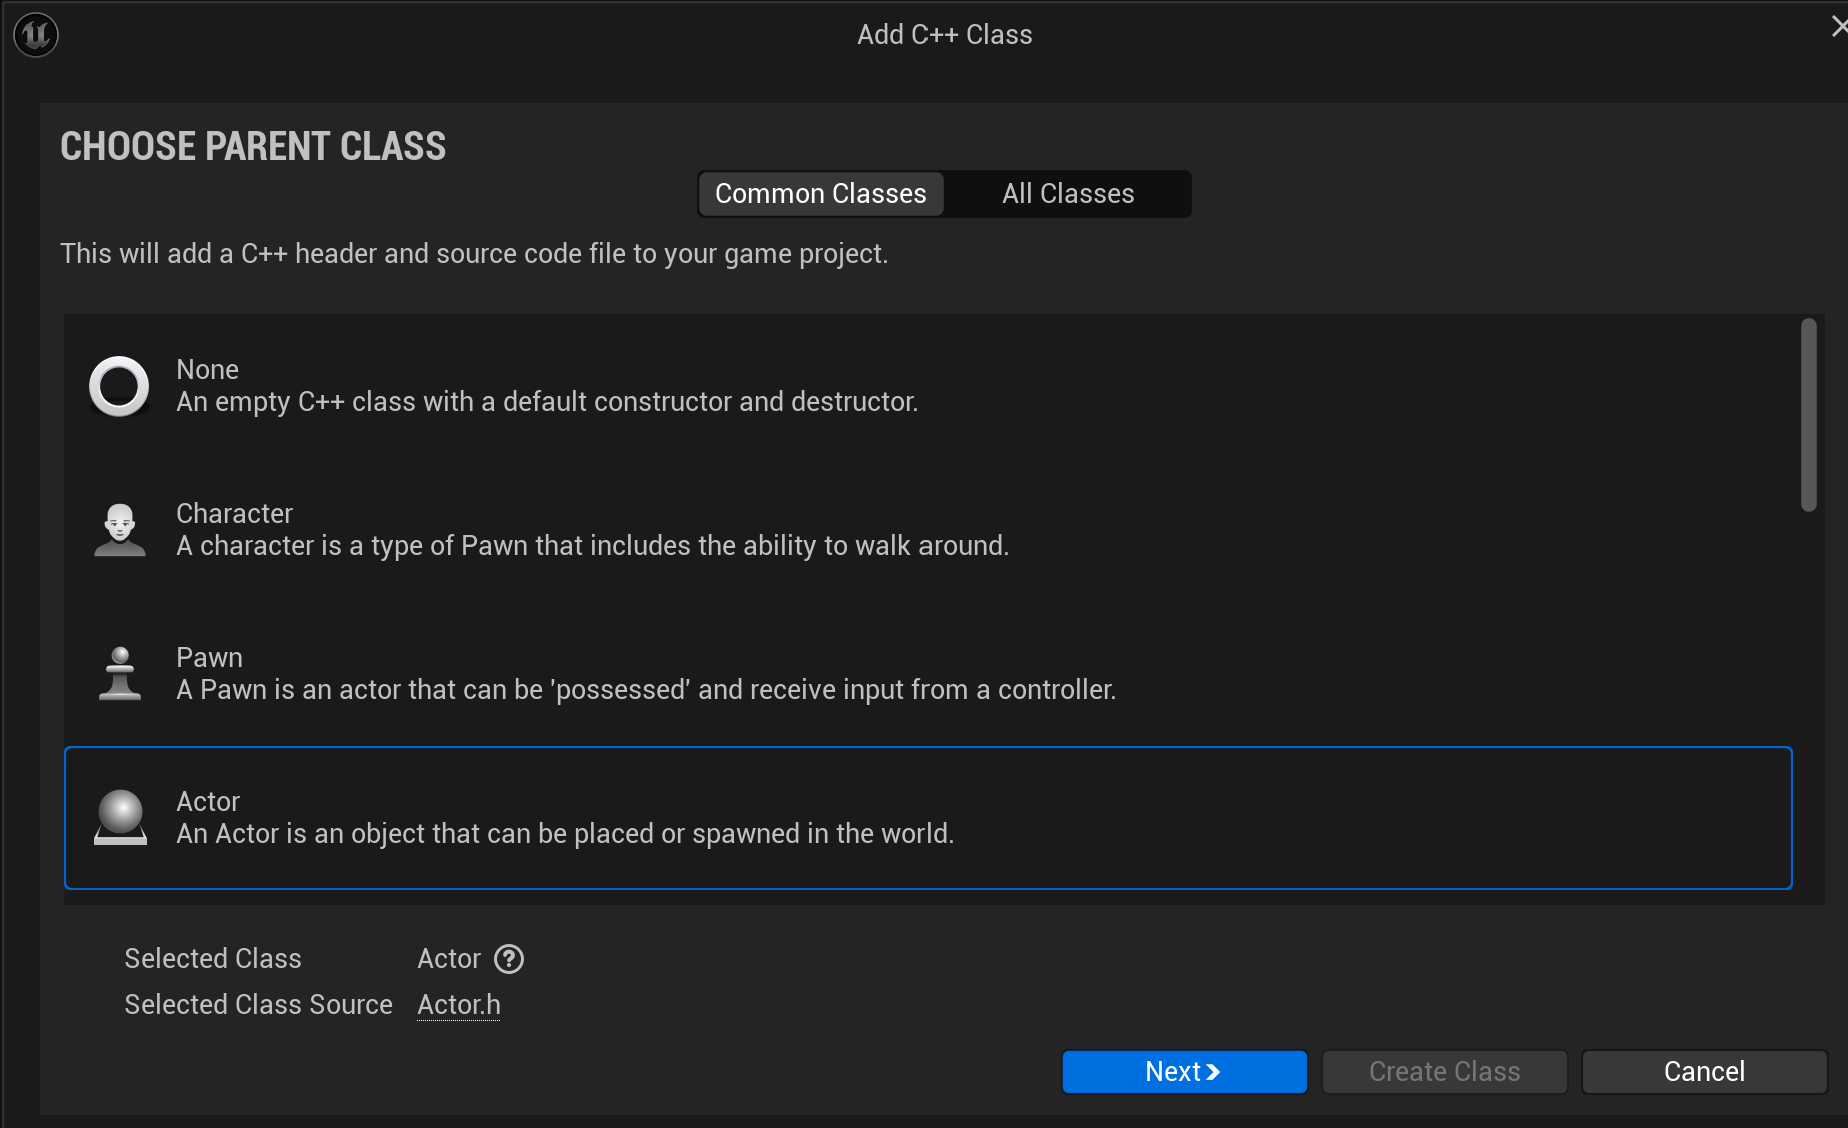 Add C++ Class
CHOOSE PARENT CLASS
Common Classes
All Classes
This will add a C++ header and source code file to your game project.
None
An empty C++ class with a default constructor and destructor.
Character
A character is a type of Pawn that includes the ability to walk around.
Pawn
A Pawn is an actor that can be 'possessed' and receive input from a controller.
Actor
An Actor is an object that can be placed or spawned in the world.
Selected Class Actor ?
Selected Class Source Actor.h
Next
Create Class
Cancel